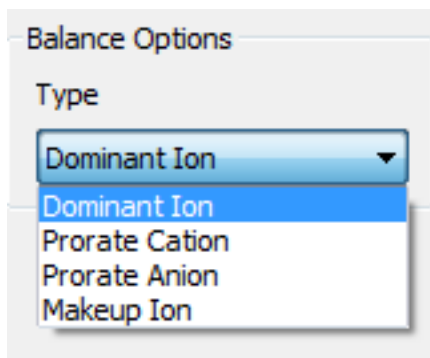 Balance Options
Type
Dominant Ion
Dominant Ion
Prorate Cation
Prorate Anion
Makeup Ion